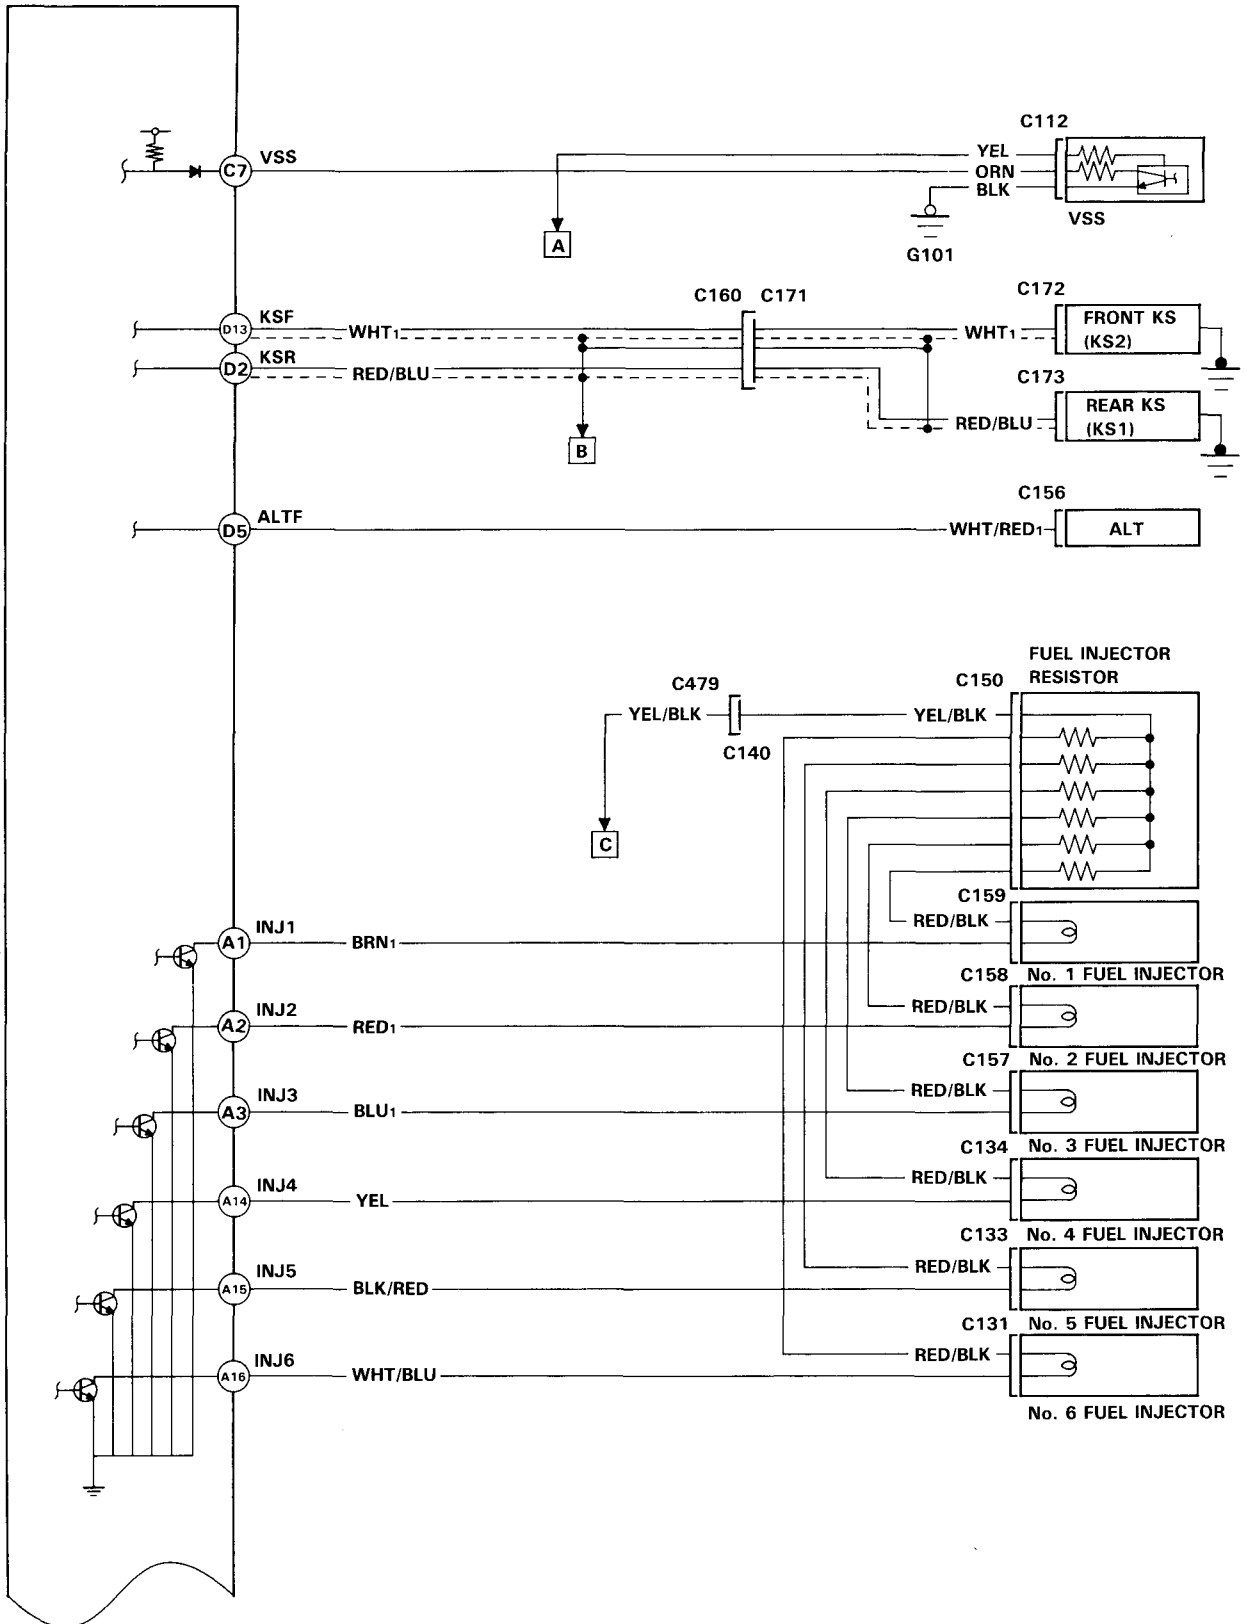 C112
VSS
C7
YEL
ORN
BLK
VSS
A
G101
C160 C171
C172
KSF
D13
WHT1
WHT1
FRONT KS
(KS2)
KSR
D2
RED/BLU
C173
REAR KS
(KS1)
RED/BLU
B
C156
ALTF
D5
WHT/RED1
ALT
FUEL INJECTOR
RESISTOR
C479
C150
YEL/BLK
YEL/BLK
C140
C
C159
INJ1
A1
BRN1
RED/BLK
C158 No. 1 FUEL INJECTOR
INJ2
A2
RED1
RED/BLK
C157 No. 2 FUEL INJECTOR
INJ3
A3
BLU1
RED/BLK
C134 No. 3 FUEL INJECTOR
INJ4
A14
YEL
RED/BLK
C133 No. 4 FUEL INJECTOR
INJ5
A15
BLK/RED
RED/BLK
C131 No. 5 FUEL INJECTOR
INJ6
A16
WHT/BLU
RED/BLK
No. 6 FUEL INJECTOR